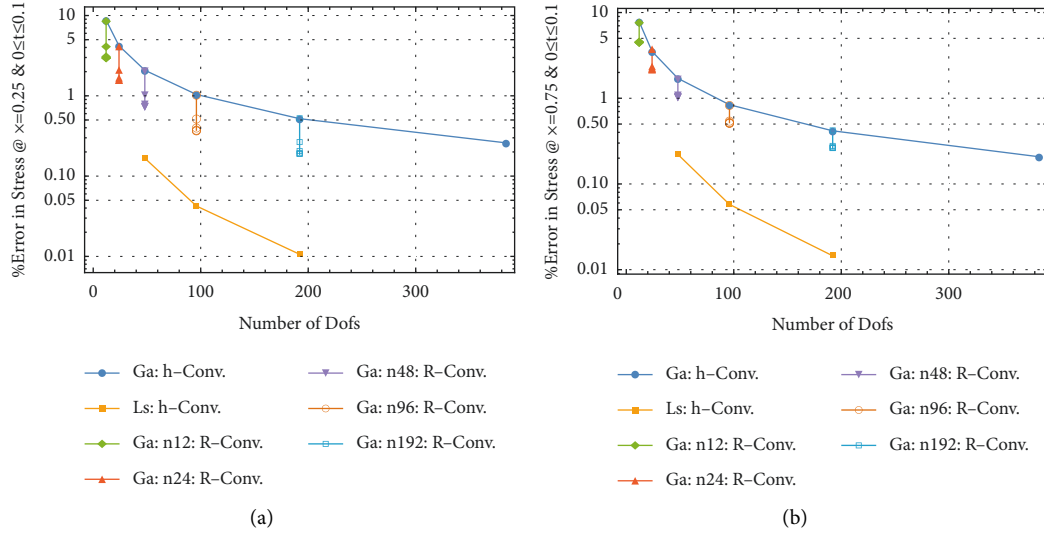 %Error in Stress @ ×=0.25 & 0≤t≤0.1
10
5
1
0.50
0.10
0.05
0.01
0
100
200
300
Number of Dofs
Ga: h–Conv.
Ls: h–Conv.
Ga: n12: R–Conv.
Ga: n24: R–Conv.
Ga: n48: R–Conv.
Ga: n96: R–Conv.
Ga: n192: R–Conv.
(a)
%Error in Stress @ ×=0.75 & 0≤t≤0.1
10
5
1
0.50
0.10
0.05
0.01
0
100
200
300
Number of Dofs
Ga: h–Conv.
Ls: h–Conv.
Ga: n12: R–Conv.
Ga: n24: R–Conv.
Ga: n48: R–Conv.
Ga: n96: R–Conv.
Ga: n192: R–Conv.
(b)